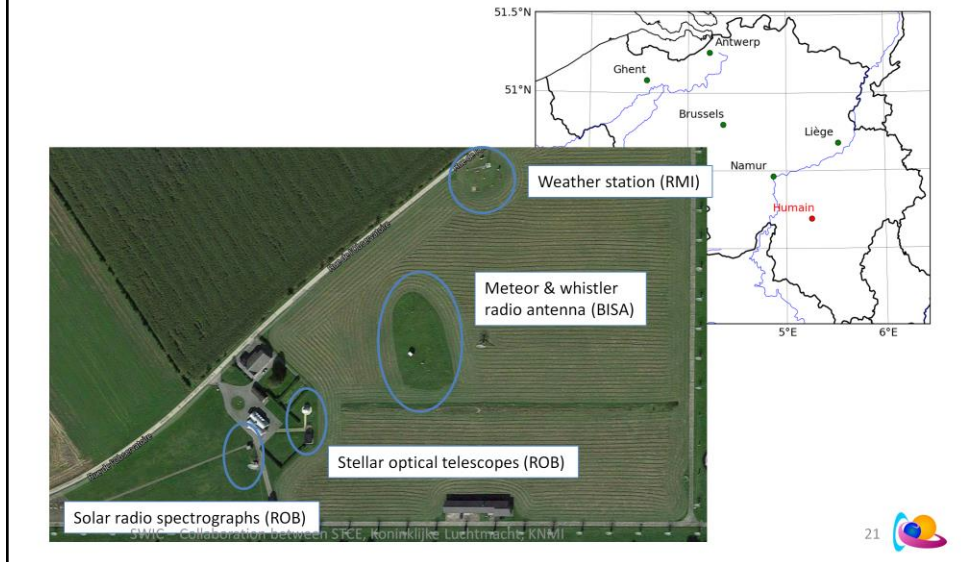 51.5°N
Antwerp
Ghent
51°N
Brussels
Liège
Namur
Weather station (RMI)
Humain
Meteor & whistler
radio antenna (BISA)
5°E
6°E
Stellar optical telescopes (ROB)
Solar radio spectrographs (ROB)
SWIC – Collaboration between STCE, Koninklijke Luchtmacht, KNMI
21